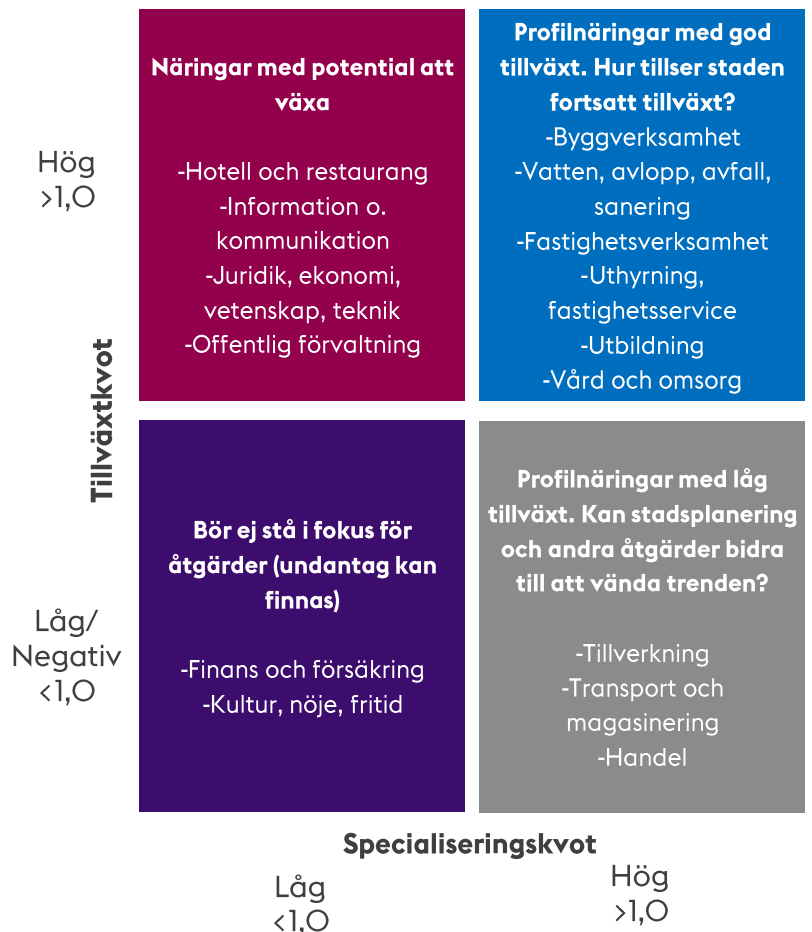 Näringar med potential att
växa
-Hotell och restaurang
-Information o.
kommunikation
-Juridik, ekonomi,
vetenskap, teknik
-Offentlig förvaltning
Profilnäringar med god
tillväxt. Hur tillser staden
fortsatt tillväxt?
-Byggverksamhet
-Vatten, avlopp, avfall,
sanering
-Fastighetsverksamhet
-Uthyrning,
fastighetsservice
-Utbildning
-Vård och omsorg
Hög
>1,0
Tillväxtkvot
Låg/
Negativ
<1,0
Bör ej stå i fokus för
åtgärder (undantag kan
finnas)
-Finans och försäkring
-Kultur, nöje, fritid
Profilnäringar med låg
tillväxt. Kan stadsplanering
och andra åtgärder bidra
till att vända trenden?
-Tillverkning
-Transport och
magasinering
-Handel
Specialiseringskvot
Låg
<1,0
Hög
>1,0